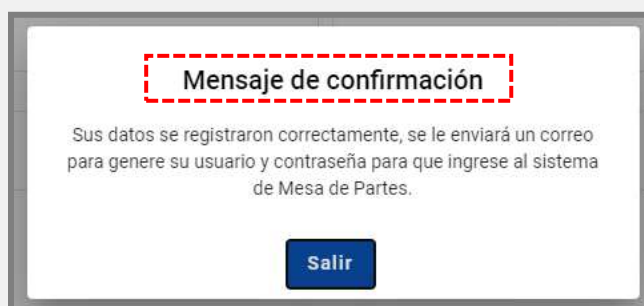 Mensaje de confirmación
Sus datos se registraron correctamente, se le enviará un correo
para genere su usuario y contraseña para que ingrese al sistema
de Mesa de Partes.
Salir